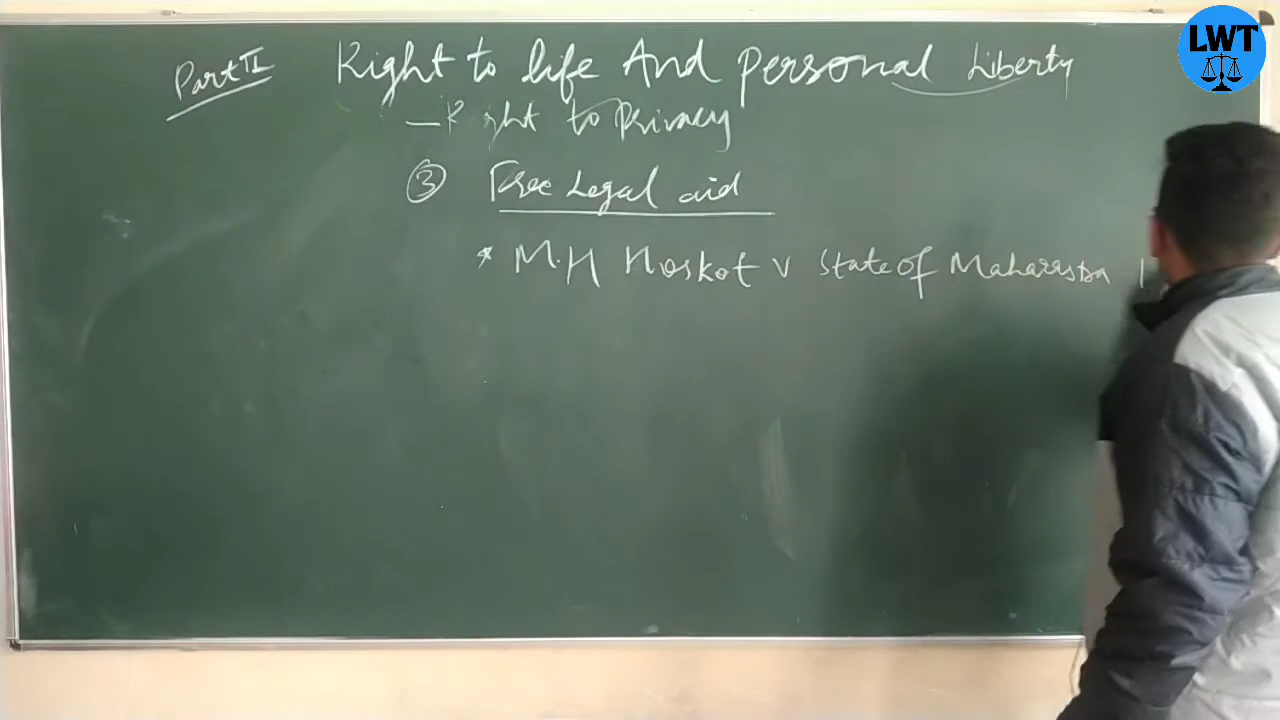 Part II Right to life And Personal Liberty
– Right to Privacy
③ Free Legal aid
* M.H Hoskot v State of Maharastra 1
LWT